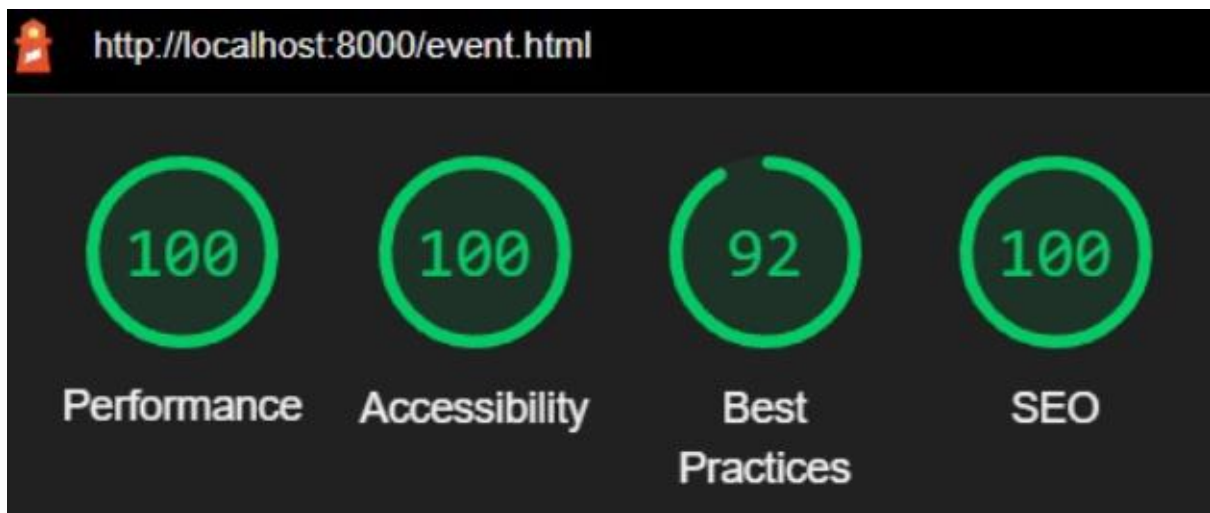 http://localhost:8000/event.html
100
100
92
100
Performance
Accessibility
Best
Practices
SEO